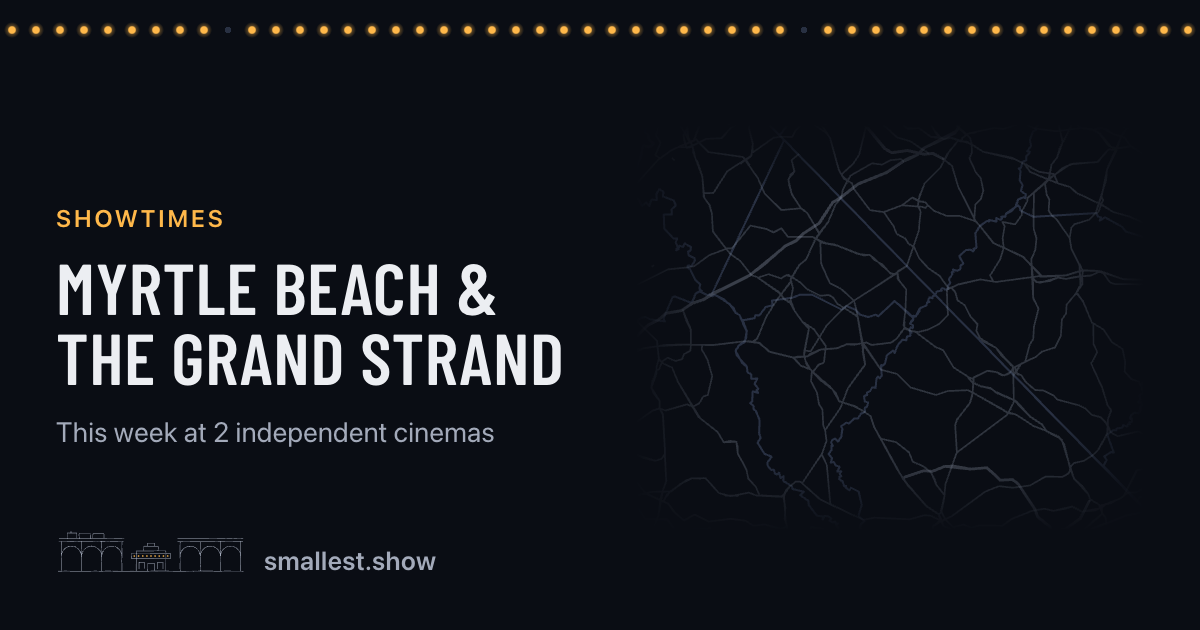 SHOWTIMES
MYRTLE BEACH &
THE GRAND STRAND
This week at 2 independent cinemas
smallest.show